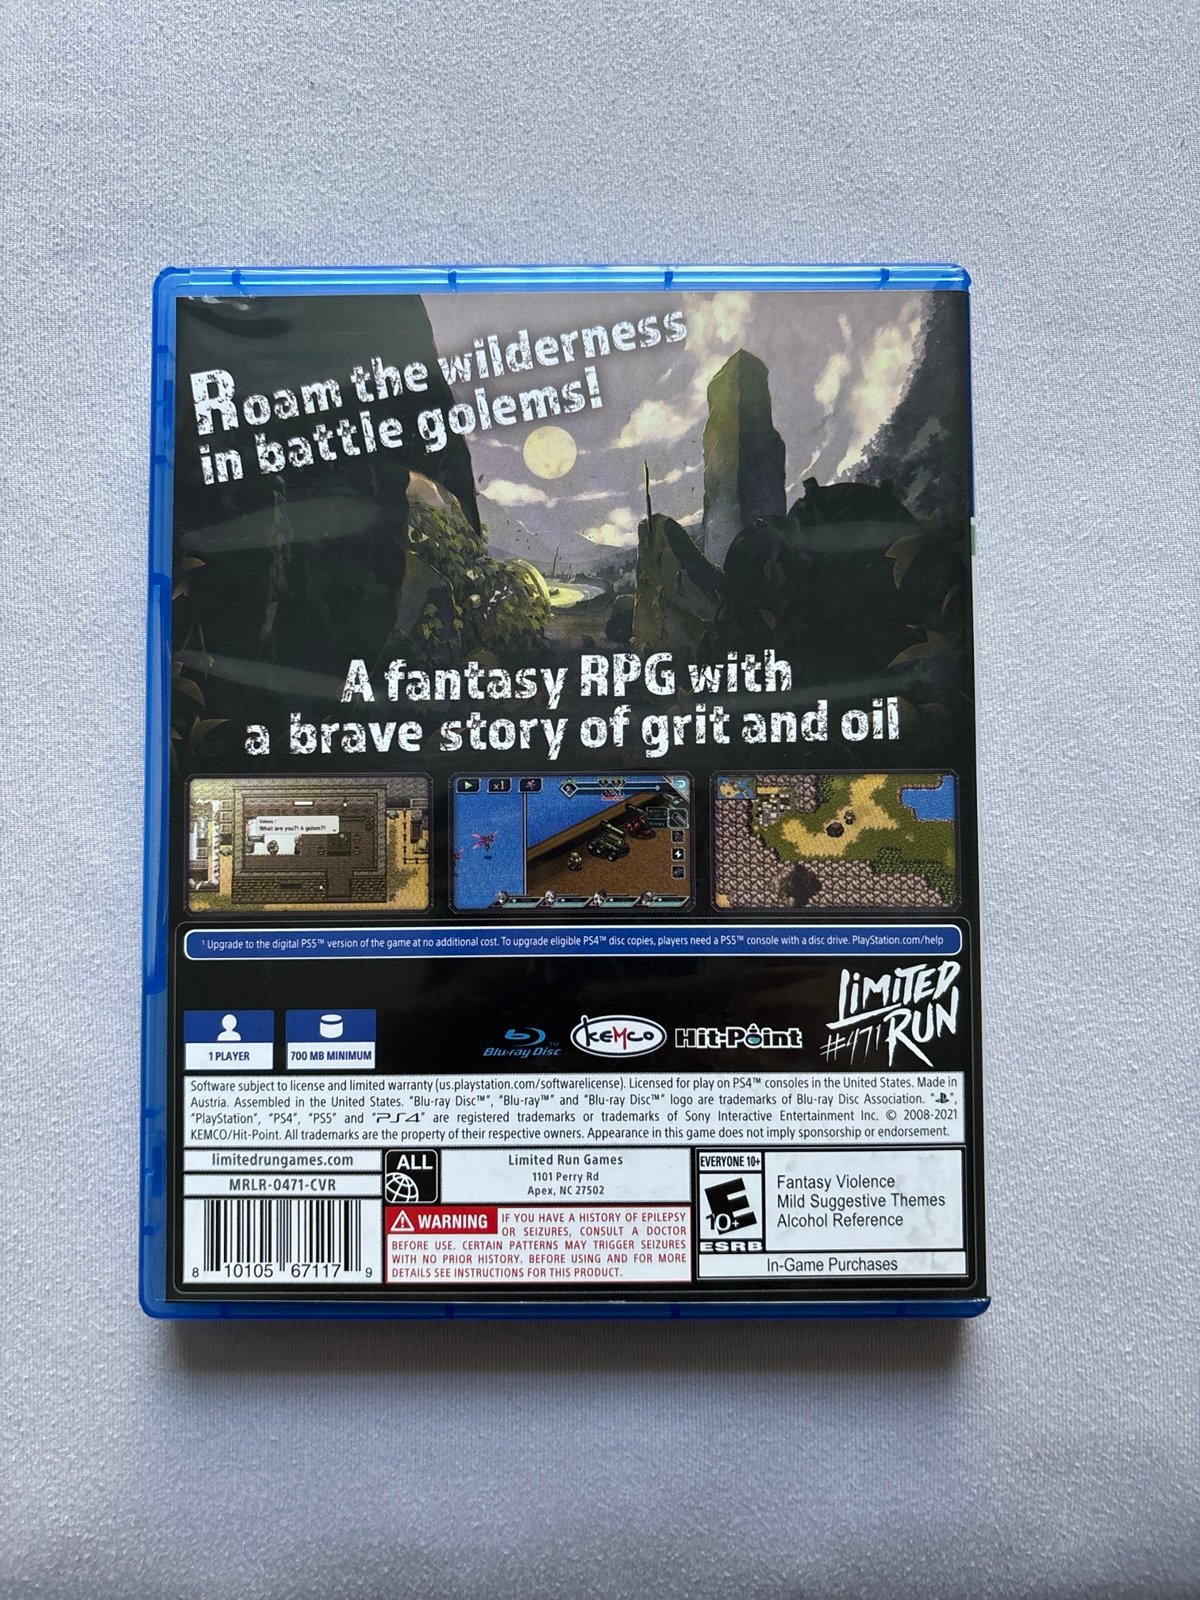 Roam the wilderness
in battle golems!
A fantasy RPG with
a brave story of grit and oil
Valoss :
What are you?! A golem?!
x1
¹ Upgrade to the digital PS5™ version of the game at no additional cost. To upgrade eligible PS4™ disc copies, players need a PS5™ console with a disc drive. PlayStation.com/help
LIMITED
#471 RUN
1 PLAYER
700 MB MINIMUM
Blu-ray Disc™
KEMCO
Hit-Point
Software subject to license and limited warranty (us.playstation.com/softwarelicense). Licensed for play on PS4™ consoles in the United States. Made in
Austria. Assembled in the United States. "Blu-ray Disc™", "Blu-ray™" and "Blu-ray Disc™" logo are trademarks of Blu-ray Disc Association. "PS",
"PlayStation", "PS4", "PS5" and "PS4" are registered trademarks or trademarks of Sony Interactive Entertainment Inc. © 2008-2021
KEMCO/Hit-Point. All trademarks are the property of their respective owners. Appearance in this game does not imply sponsorship or endorsement.
limitedrungames.com
MRLR-0471-CVR
8 10105 67117 9
ALL
Limited Run Games
1101 Perry Rd
Apex, NC 27502
WARNING IF YOU HAVE A HISTORY OF EPILEPSY
OR SEIZURES, CONSULT A DOCTOR
BEFORE USE. CERTAIN PATTERNS MAY TRIGGER SEIZURES
WITH NO PRIOR HISTORY. BEFORE USING AND FOR MORE
DETAILS SEE INSTRUCTIONS FOR THIS PRODUCT.
EVERYONE 10+
E
10+
ESRB
Fantasy Violence
Mild Suggestive Themes
Alcohol Reference
In-Game Purchases